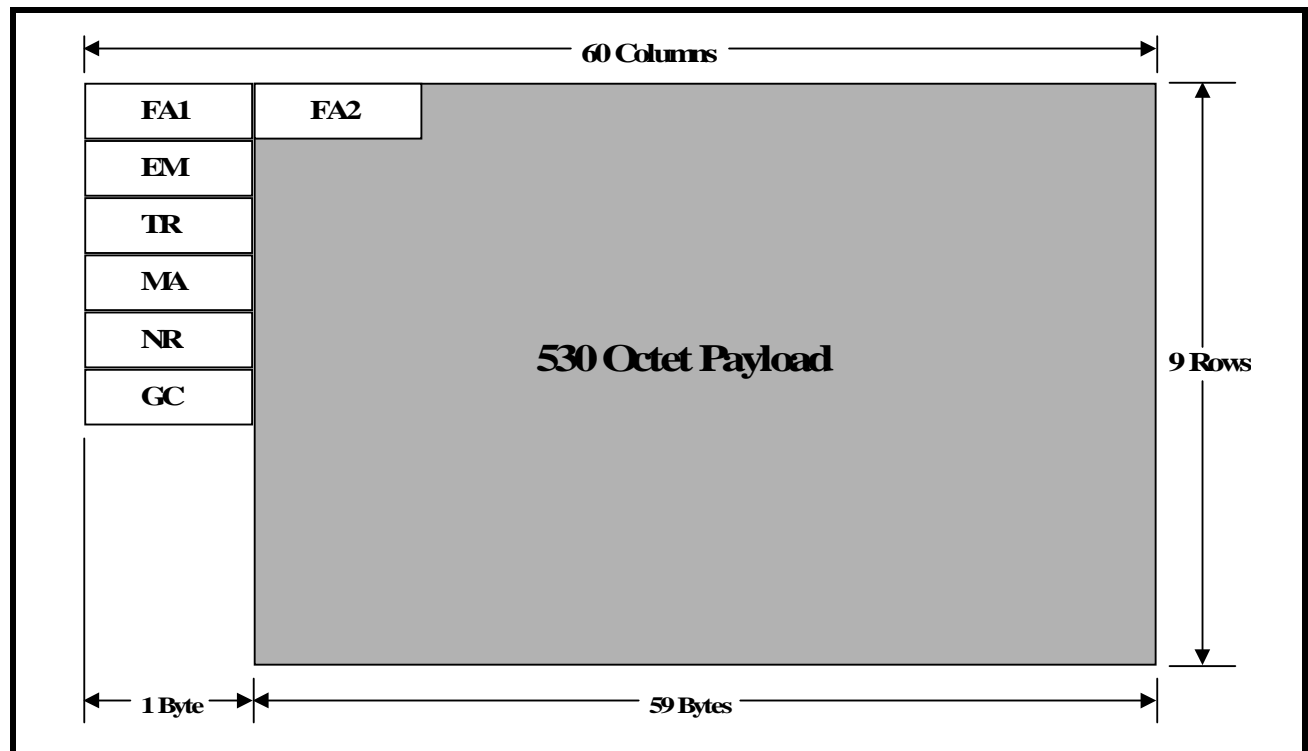 60 Columns
FA1 FA2
EM
TR
MA
NR
GC
530 Octet Payload
9 Rows
1 Byte 59 Bytes